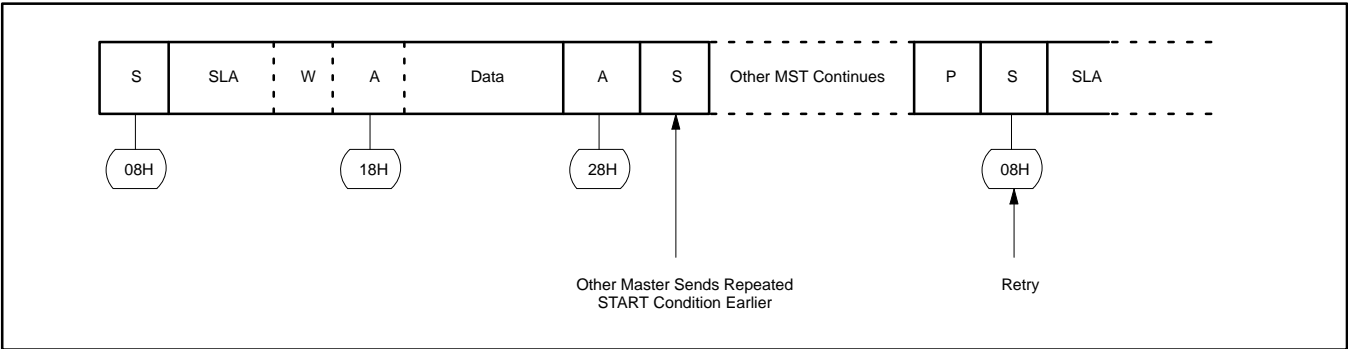 S SLA W A Data A S Other MST Continues P S SLA
08H 18H 28H 08H
Other Master Sends Repeated
START Condition Earlier
Retry